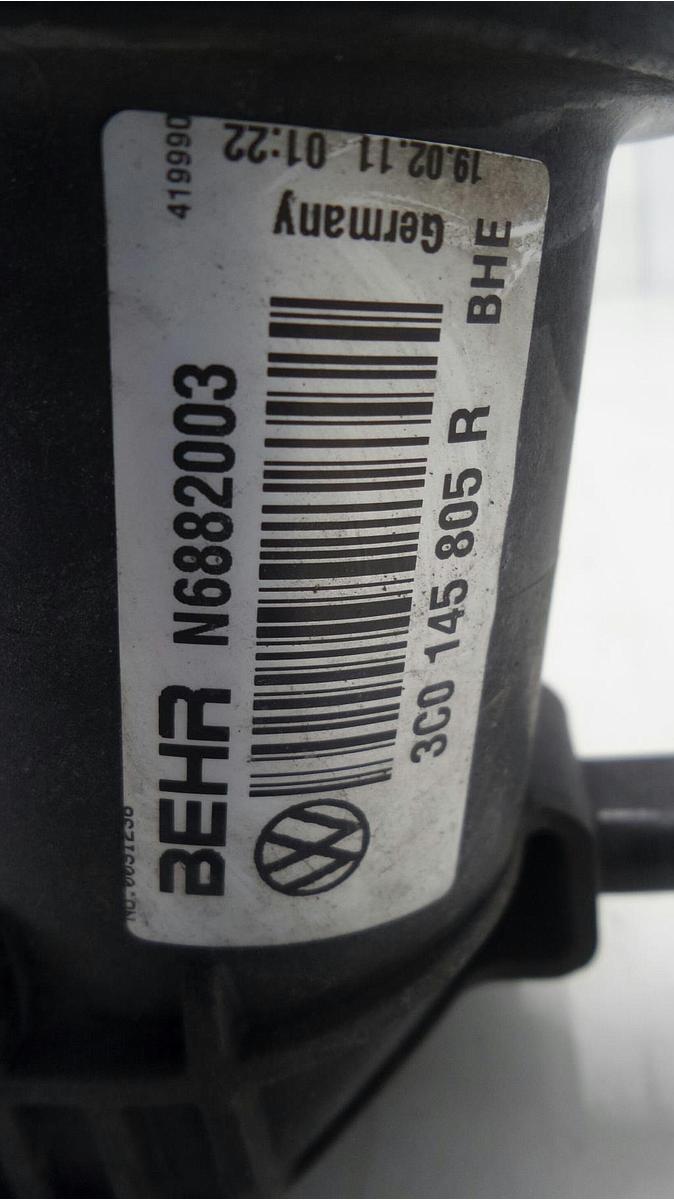 BEHR N6882003
419990
3C0 145 805 R
BHE
Germany
19.02.11 01:22